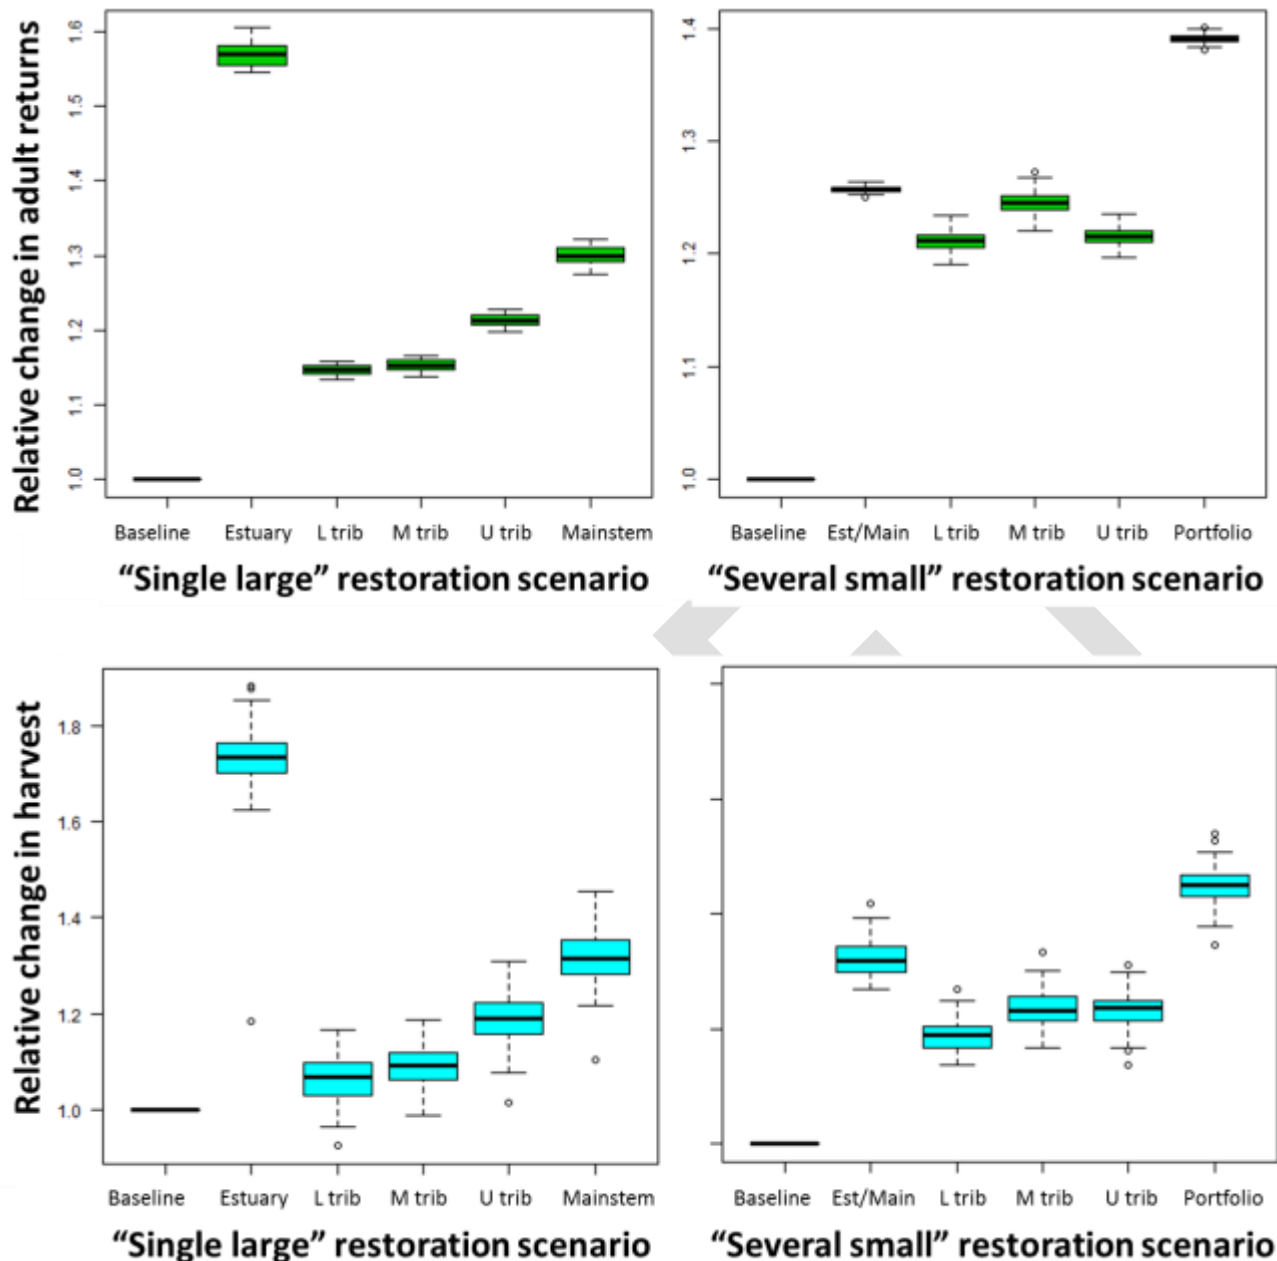 Relative change in adult returns
1.6
1.5
1.4
1.3
1.2
1.1
1.0
Baseline Estuary L trib M trib U trib Mainstem
“Single large” restoration scenario
1.4
1.3
1.2
1.1
1.0
Baseline Est/Main L trib M trib U trib Portfolio
“Several small” restoration scenario
Relative change in harvest
1.8
1.6
1.4
1.2
1.0
Baseline Estuary L trib M trib U trib Mainstem
“Single large” restoration scenario
Baseline Est/Main L trib M trib U trib Portfolio
“Several small” restoration scenario